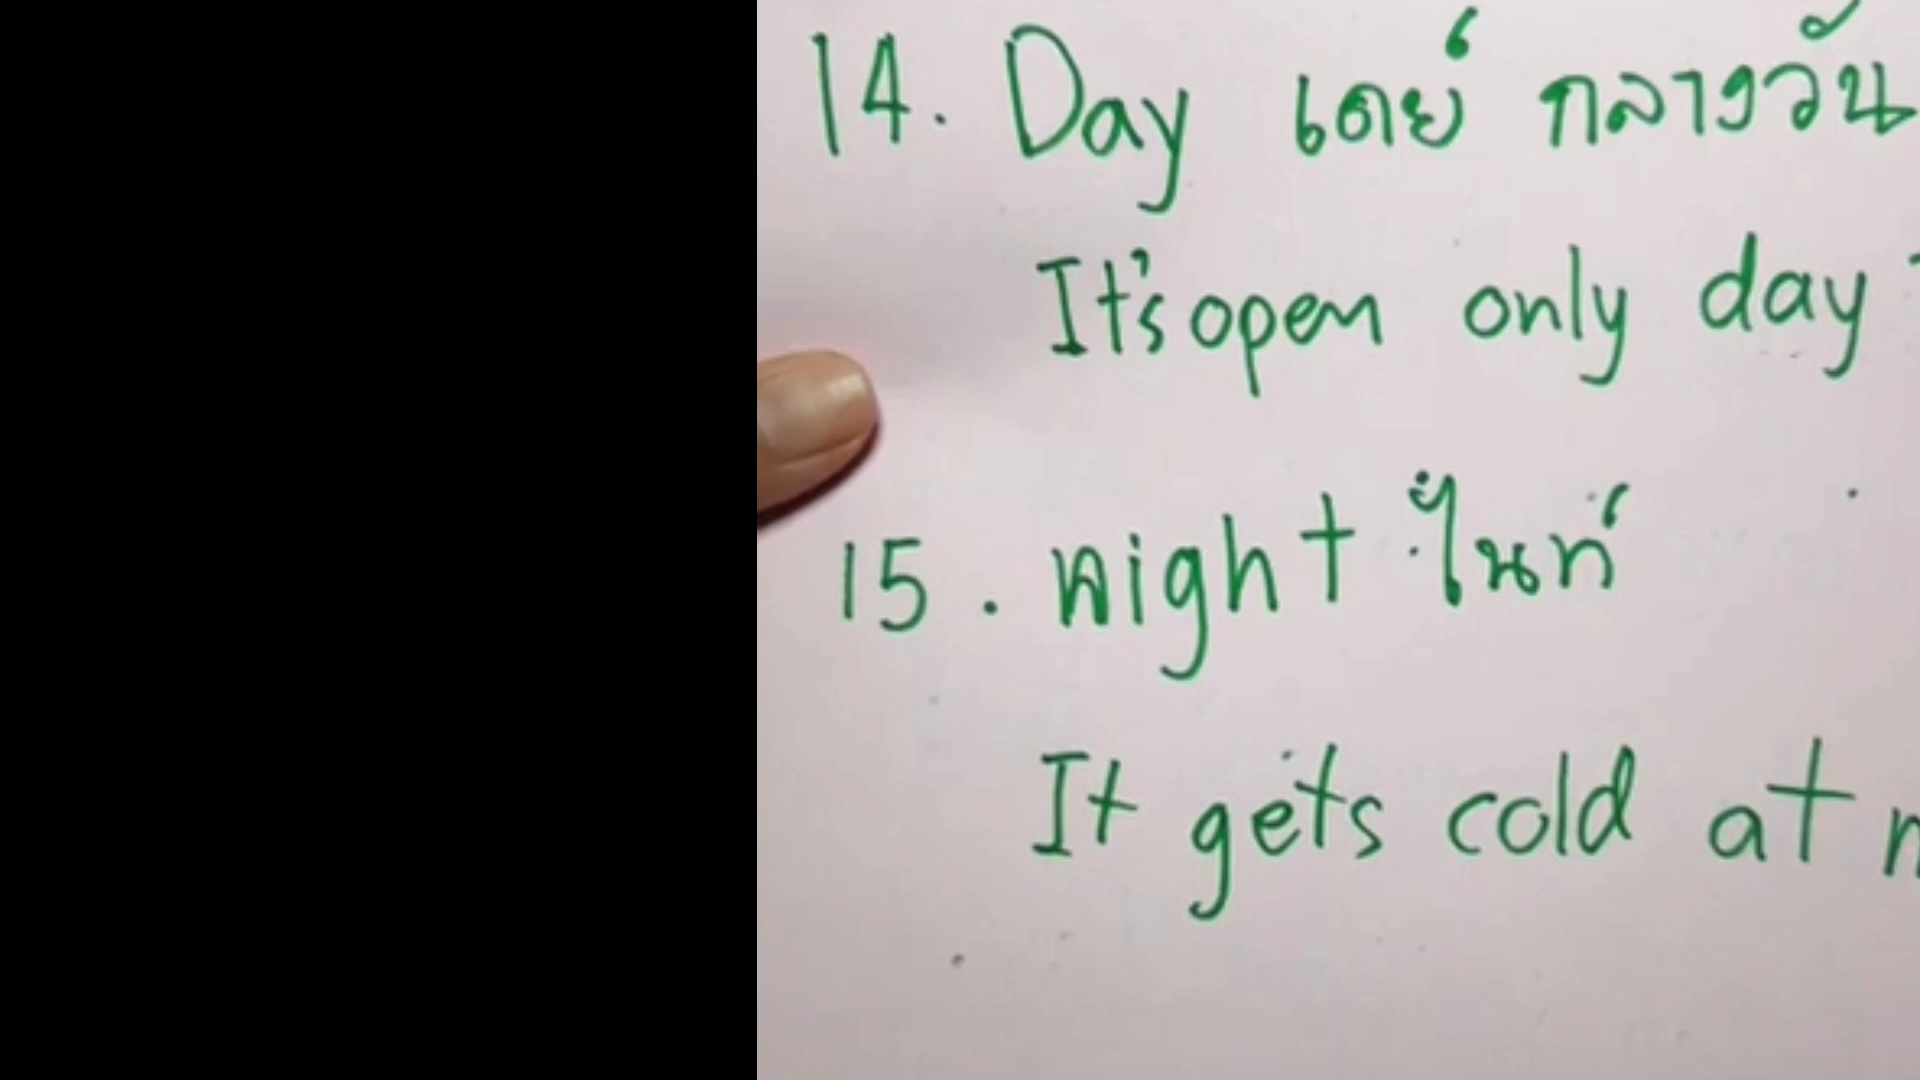 14. Day เดย์ กลางวัน
It's open only day
15. night ไนท์
It gets cold at